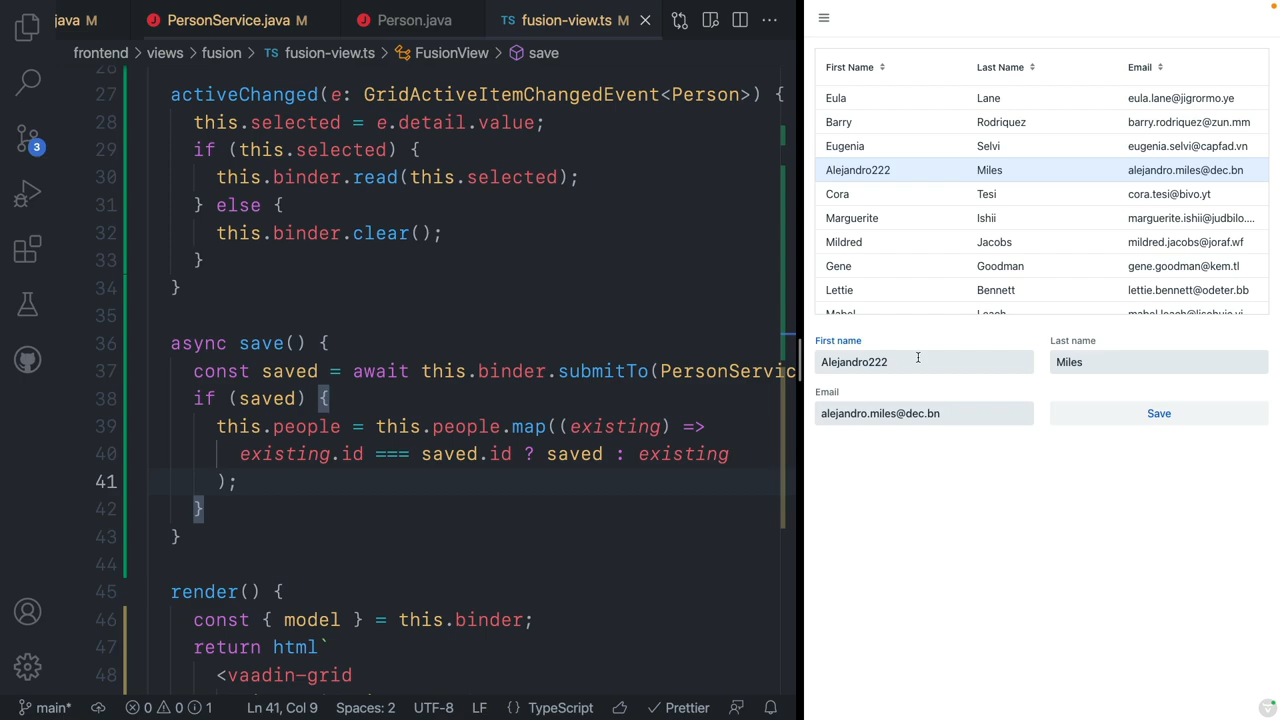 java M
PersonService.java M
Person.java
TS fusion-view.ts M
frontend > views > fusion > TS fusion-view.ts > FusionView > save
26
27 activeChanged(e: GridActiveItemChangedEvent<Person>) {
28 this.selected = e.detail.value;
29 if (this.selected) {
30 this.binder.read(this.selected);
31 } else {
32 this.binder.clear();
33 }
34 }
35
36 async save() {
37 const saved = await this.binder.submitTo(PersonServic
38 if (saved) {
39 this.people = this.people.map((existing) =>
40 existing.id === saved.id ? saved : existing
41 );
42 }
43 }
44
45 render() {
46 const { model } = this.binder;
47 return html`
48 <vaadin-grid
3
main* 0 0 1 Ln 41, Col 9 Spaces: 2 UTF-8 LF {} TypeScript Prettier
First Name Last Name Email
Eula Lane eula.lane@jigrormo.ye
Barry Rodriquez barry.rodriquez@zun.mm
Eugenia Selvi eugenia.selvi@capfad.vn
Alejandro222 Miles alejandro.miles@dec.bn
Cora Tesi cora.tesi@bivo.yt
Marguerite Ishii marguerite.ishii@judbilo....
Mildred Jacobs mildred.jacobs@joraf.wf
Gene Goodman gene.goodman@kem.tl
Lettie Bennett lettie.bennett@odeter.bb
Mabel Leach
First name Last name
Alejandro222 Miles
Email
alejandro.miles@dec.bn Save